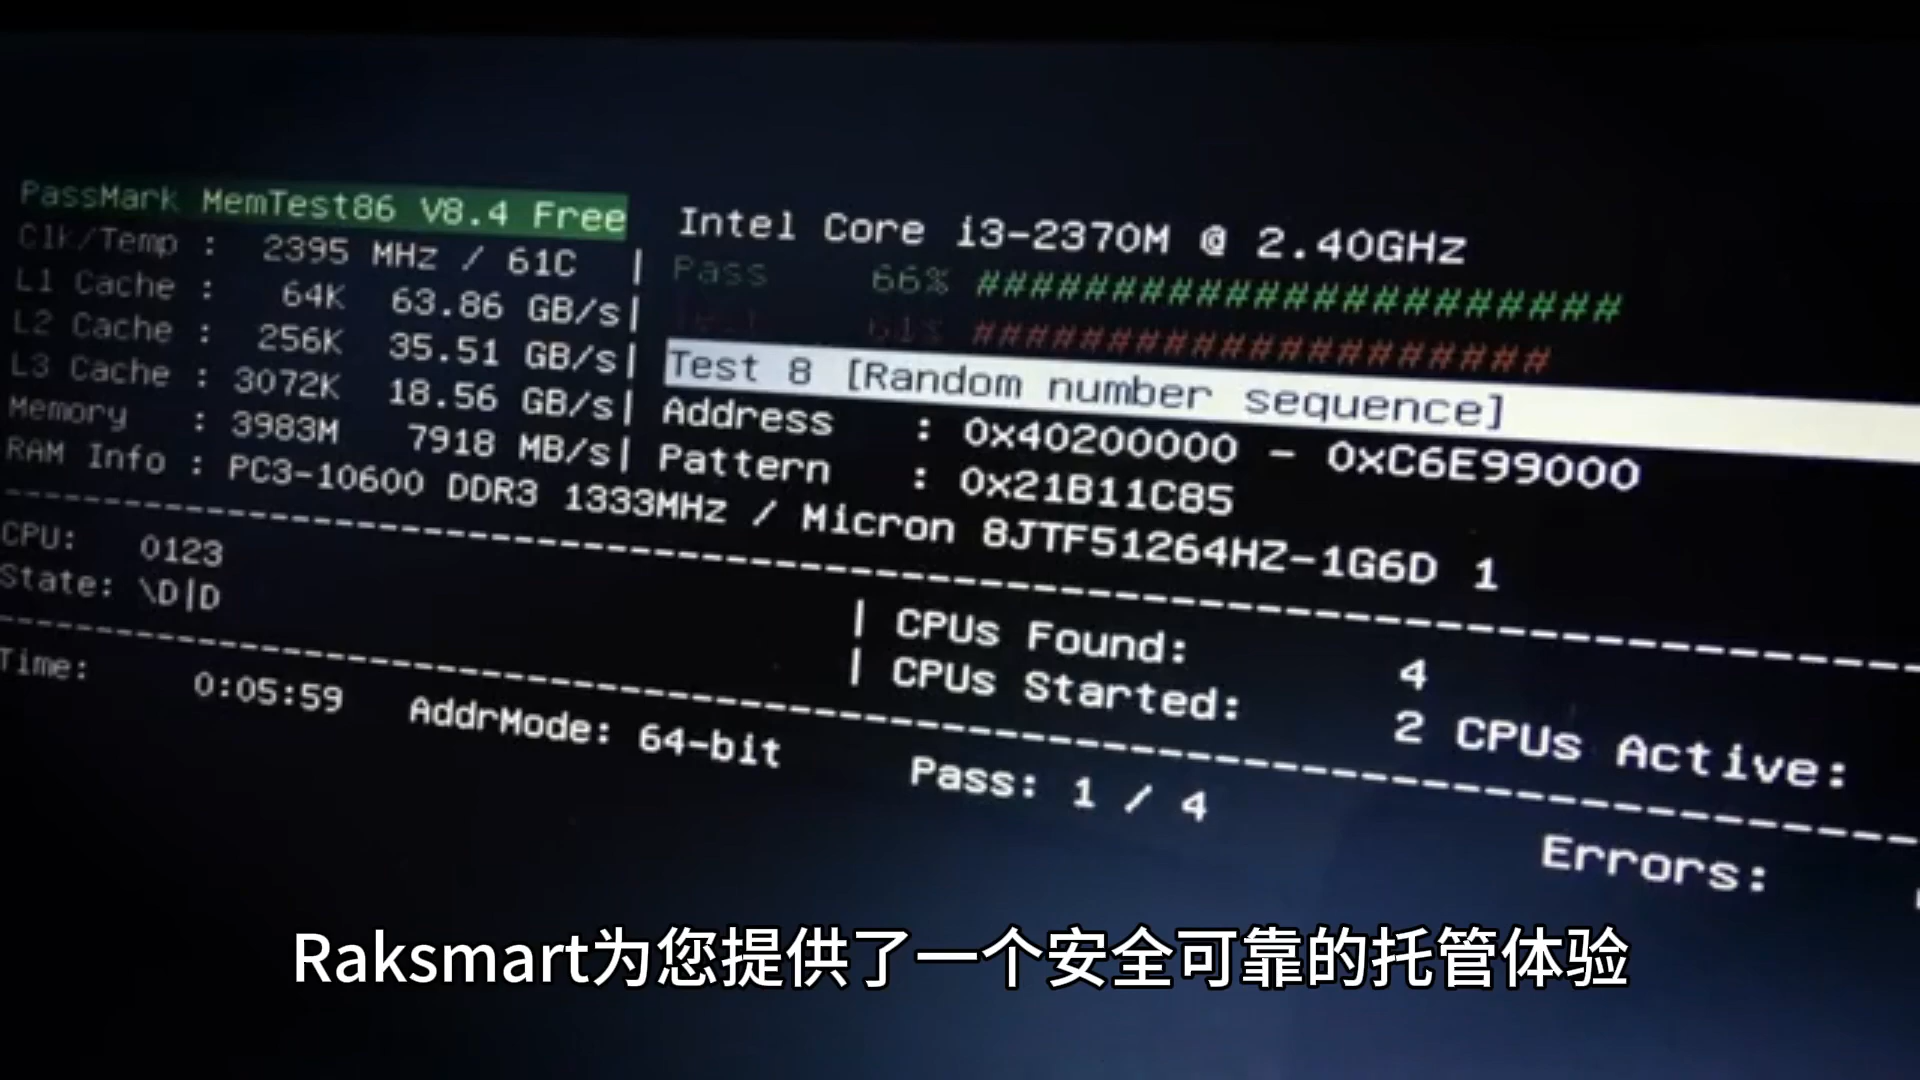 PassMark MemTest86 V8.4 Free
Intel Core i3-2370M @ 2.40GHz
Clk/Temp : 2395 MHz / 61C |
Pass 66% ########################
L1 Cache : 64K 63.86 GB/s|
Test 61% #####################
L2 Cache : 256K 35.51 GB/s|
Test 8 [Random number sequence]
L3 Cache : 3072K 18.56 GB/s|
Address : 0x40200000 - 0xC6E99000
Memory : 3983M 7918 MB/s|
Pattern : 0x21B11C85
RAM Info : PC3-10600 DDR3 1333MHz / Micron 8JTF51264HZ-1G6D 1
CPU: 0123
| CPUs Found: 4
State: \D|D
| CPUs Started: 2 CPUs Active:
Time: 0:05:59 AddrMode: 64-bit Pass: 1 / 4 Errors:
Raksmart为您提供了一个安全可靠的托管体验